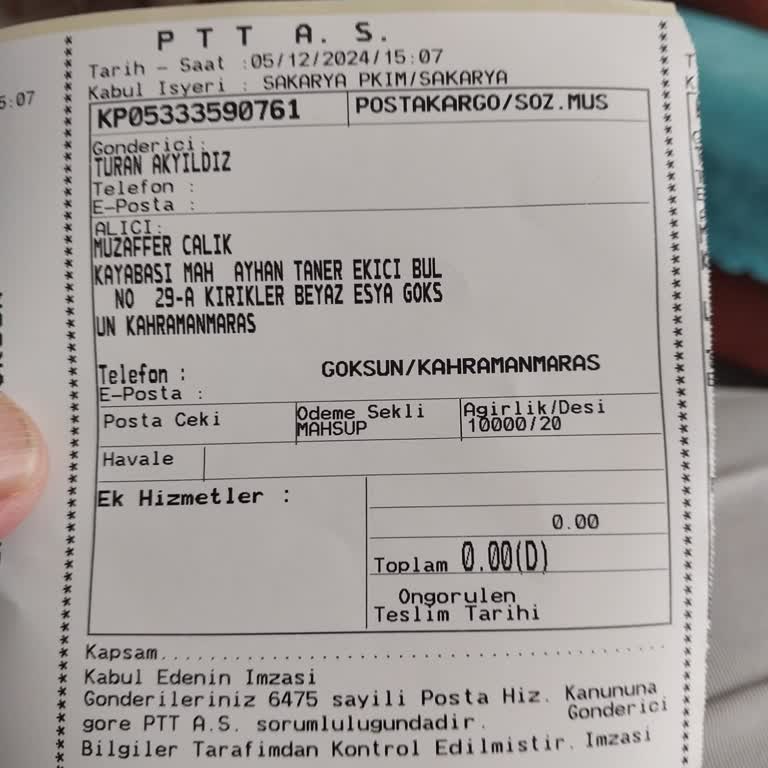 P T T A. S.
Tarih - Saat :05/12/2024/15:07
Kabul Isyeri : SAKARYA PKIM/SAKARYA
5:07
KP05333590761 POSTAKARGO/SOZ.MUS
Gonderici:
TURAN AKYILDIZ
Telefon :
E-Posta :
ALICI:
MUZAFFER CALIK
KAYABASI MAH AYHAN TANER EKICI BUL
NO 29-A KIRIKLER BEYAZ ESYA GOKS
UN KAHRAMANMARAS
Telefon : GOKSUN/KAHRAMANMARAS
E-Posta :
Posta Ceki Odeme Sekli Agirlik/Desi
MAHSUP 10000/20
Havale
Ek Hizmetler :
0.00
Toplam 0.00(D)
Ongorulen
Teslim Tarihi
Kapsam.......................................
Kabul Edenin Imzasi
Gonderileriniz 6475 sayili Posta Hiz. Kanununa
gore PTT A.S. sorumlulugundadir. Gonderici
Bilgiler Tarafimdan Kontrol Edilmistir. Imzasi